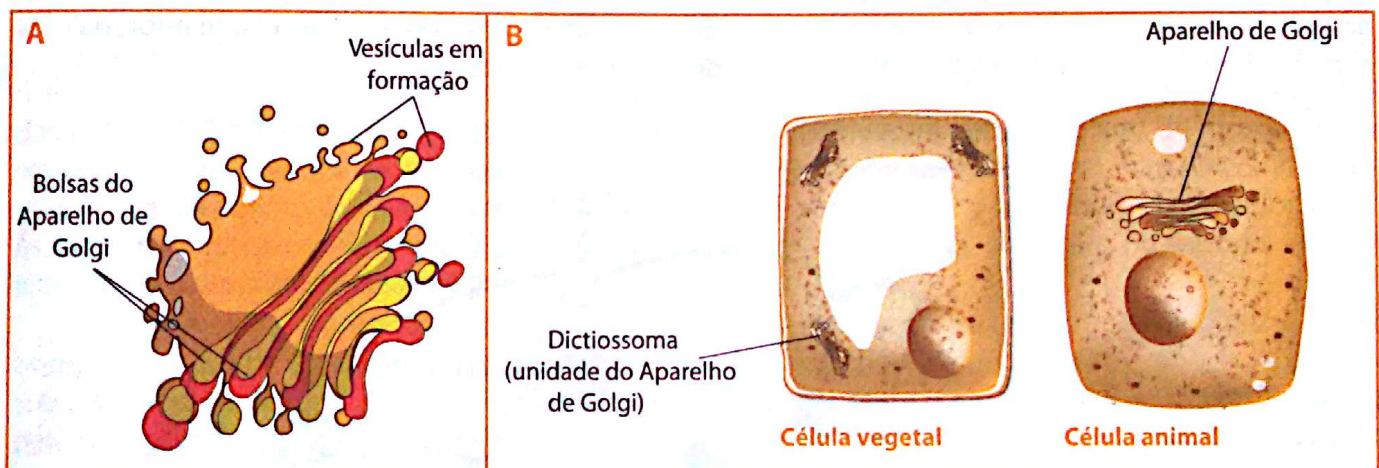 A
Vesículas em
formação
Bolsas do
Aparelho de
Golgi
B
Aparelho de Golgi
Dictiossoma
(unidade do Aparelho
de Golgi)
Célula vegetal
Célula animal